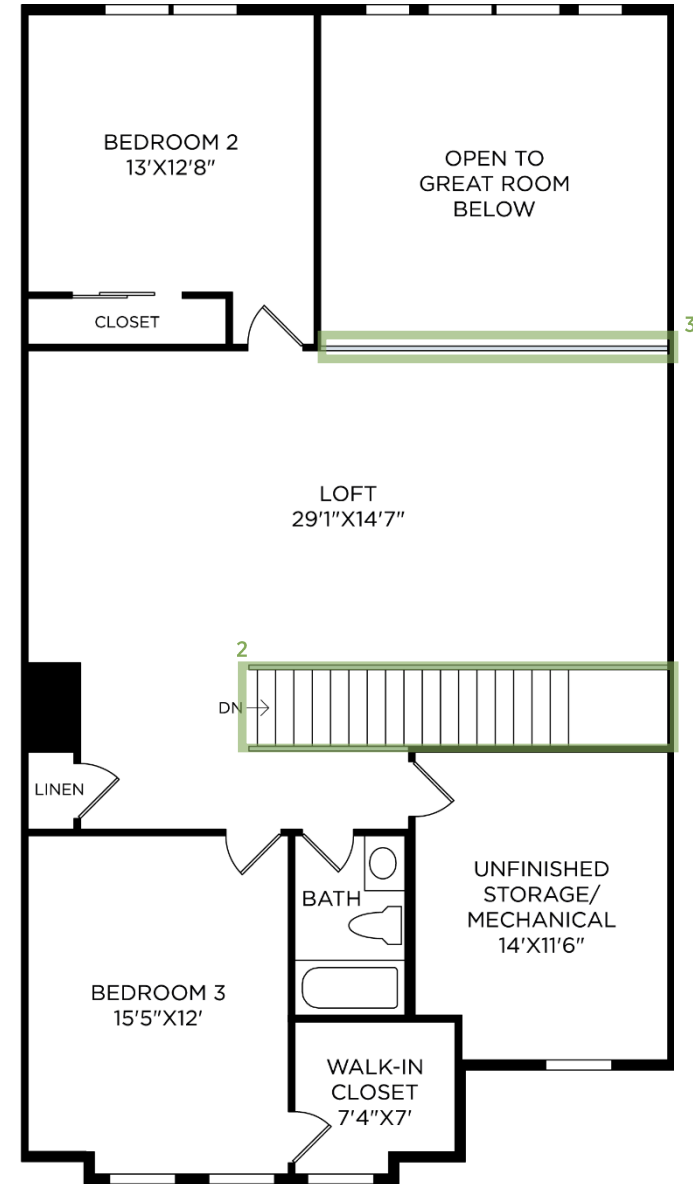 BEDROOM 2
13'X12'8"
OPEN TO
GREAT ROOM
BELOW
CLOSET
3
LOFT
29'1"X14'7"
2
DN
LINEN
BATH
UNFINISHED
STORAGE/
MECHANICAL
14'X11'6"
BEDROOM 3
15'5"X12'
WALK-IN
CLOSET
7'4"X7'